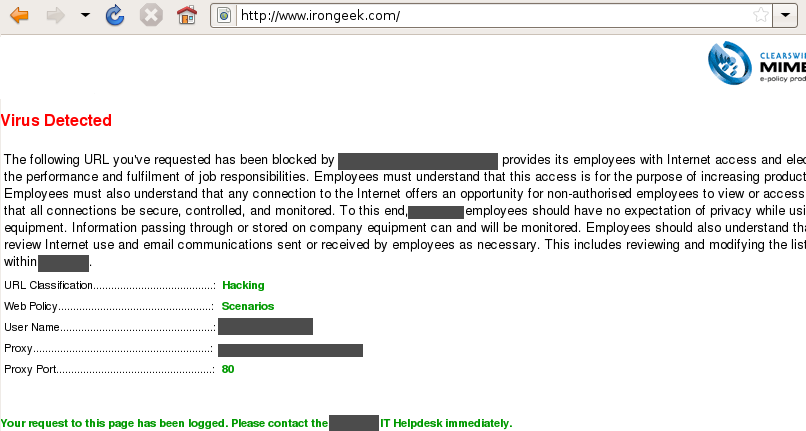 http://www.irongeek.com/
CLEARSWI
MIME
e-policy prod
Virus Detected
The following URL you've requested has been blocked by provides its employees with Internet access and elec
the performance and fulfilment of job responsibilities. Employees must understand that this access is for the purpose of increasing product
Employees must also understand that any connection to the Internet offers an opportunity for non-authorised employees to view or access
that all connections be secure, controlled, and monitored. To this end, employees should have no expectation of privacy while usi
equipment. Information passing through or stored on company equipment can and will be monitored. Employees should also understand tha
review Internet use and email communications sent or received by employees as necessary. This includes reviewing and modifying the list
within .
URL Classification........................................: Hacking
Web Policy...................................................: Scenarios
User Name...................................................:
Proxy...........................................................:
Proxy Port....................................................: 80
Your request to this page has been logged. Please contact the IT Helpdesk immediately.